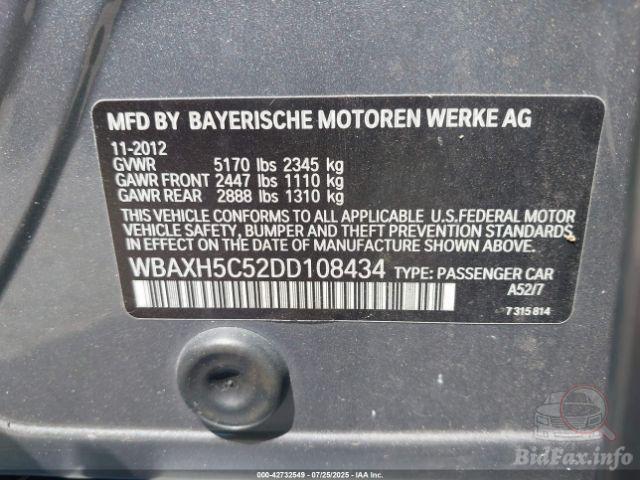 MFD BY BAYERISCHE MOTOREN WERKE AG
11-2012
GVWR 5170 lbs 2345 kg
GAWR FRONT 2447 lbs 1110 kg
GAWR REAR 2888 lbs 1310 kg
THIS VEHICLE CONFORMS TO ALL APPLICABLE U.S.FEDERAL MOTOR
VEHICLE SAFETY, BUMPER AND THEFT PREVENTION STANDARDS
IN EFFECT ON THE DATE OF MANUFACTURE SHOWN ABOVE.
WBAXH5C52DD108434 TYPE: PASSENGER CAR
A52/7
7 315 814
BidFax.info
000-42732549 - 07/25/2025 - IAA Inc.